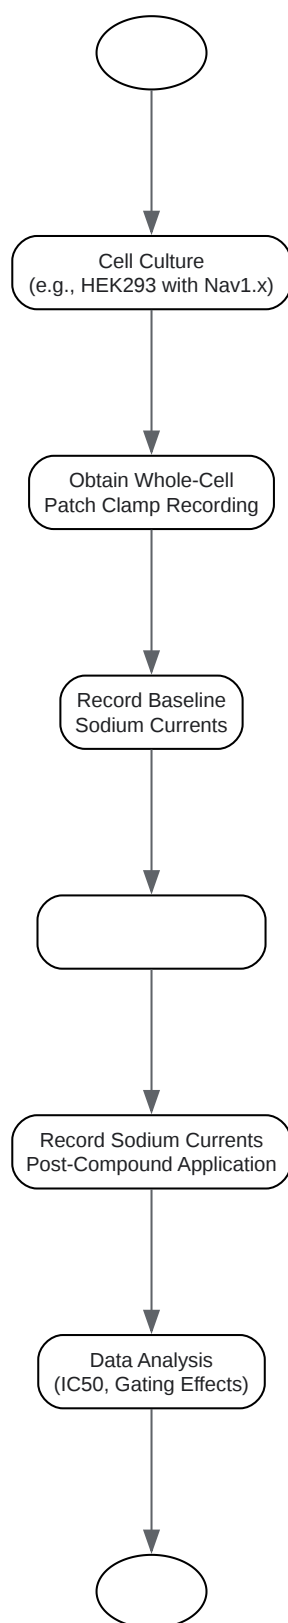 Cell Culture
(e.g., HEK293 with Nav1.x)
Obtain Whole-Cell
Patch Clamp Recording
Record Baseline
Sodium Currents
Record Sodium Currents
Post-Compound Application
Data Analysis
(IC50, Gating Effects)